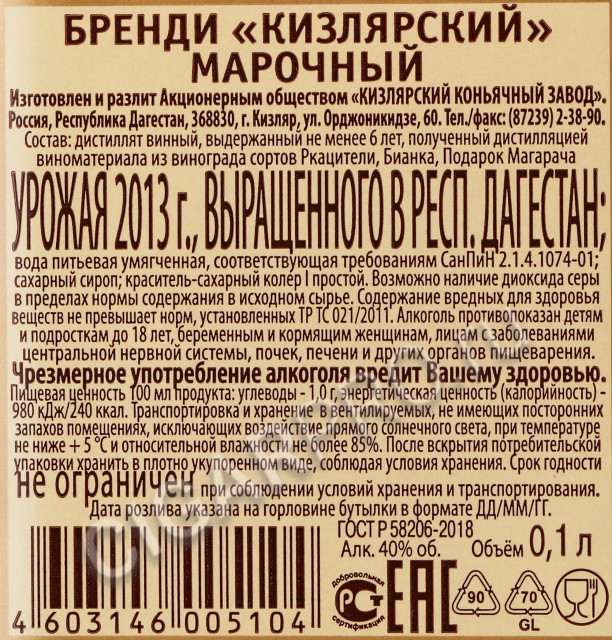 БРЕНДИ «КИЗЛЯРСКИЙ»
МАРОЧНЫЙ
Изготовлен и разлит Акционерным обществом «КИЗЛЯРСКИЙ КОНЬЯЧНЫЙ ЗАВОД».
Россия, Республика Дагестан, 368830, г. Кизляр, ул. Орджоникидзе, 60. Тел./факс: (87239) 2-38-90.
Состав: дистиллят винный, выдержанный не менее 6 лет, полученный дистилляцией
виноматериала из винограда сортов Ркацители, Бианка, Подарок Магарача
УРОЖАЯ 2013 г., ВЫРАЩЕННОГО В РЕСП. ДАГЕСТАН;
вода питьевая умягченная, соответствующая требованиям СанПиН 2.1.4.1074-01;
сахарный сироп; краситель-сахарный колер I простой. Возможно наличие диоксида серы
в пределах нормы содержания в исходном сырье. Содержание вредных для здоровья
веществ не превышает норм, установленных ТР ТС 021/2011. Алкоголь противопоказан детям
и подросткам до 18 лет, беременным и кормящим женщинам, лицам с заболеваниями
центральной нервной системы, почек, печени и других органов пищеварения.
Чрезмерное употребление алкоголя вредит Вашему здоровью.
Пищевая ценность 100 мл продукта: углеводы - 1,0 г, энергетическая ценность (калорийность) -
980 кДж/240 ккал. Транспортировка и хранение в вентилируемых, не имеющих посторонних
запахов помещениях, исключающих воздействие прямого солнечного света, при температуре
не ниже + 5 °С и относительной влажности не более 85%. После вскрытия потребительской
упаковки хранить в плотно укупоренном виде, соблюдая условия хранения. Срок годности
не ограничен при соблюдении условий хранения и транспортирования.
Дата розлива указана на горловине бутылки в формате ДД/ММ/ГГ.
ГОСТ Р 58206-2018
Алк. 40% об. Объём 0,1 л
добровольная
РСТ
сертификация
ЕАС
90
70
GL
4 603146 005104
CIGARPRO.ru